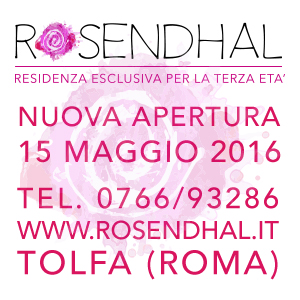 ROSENDHAL
RESIDENZA ESCLUSIVA PER LA TERZA ETA'
NUOVA APERTURA
15 MAGGIO 2016
TEL. 0766/93286
WWW.ROSENDHAL.IT
TOLFA (ROMA)